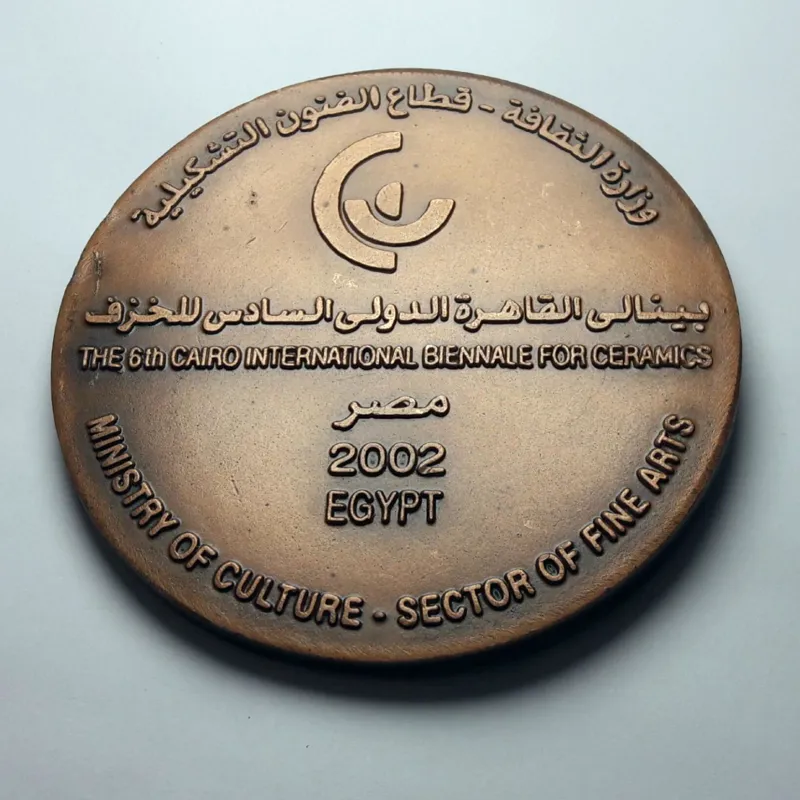 وزارة الثقافة - قطاع الفنون التشكيلية
بينالى القاهرة الدولى السادس للخزف
THE 6th CAIRO INTERNATIONAL BIENNALE FOR CERAMICS
مصر
2002
EGYPT
MINISTRY OF CULTURE - SECTOR OF FINE ARTS